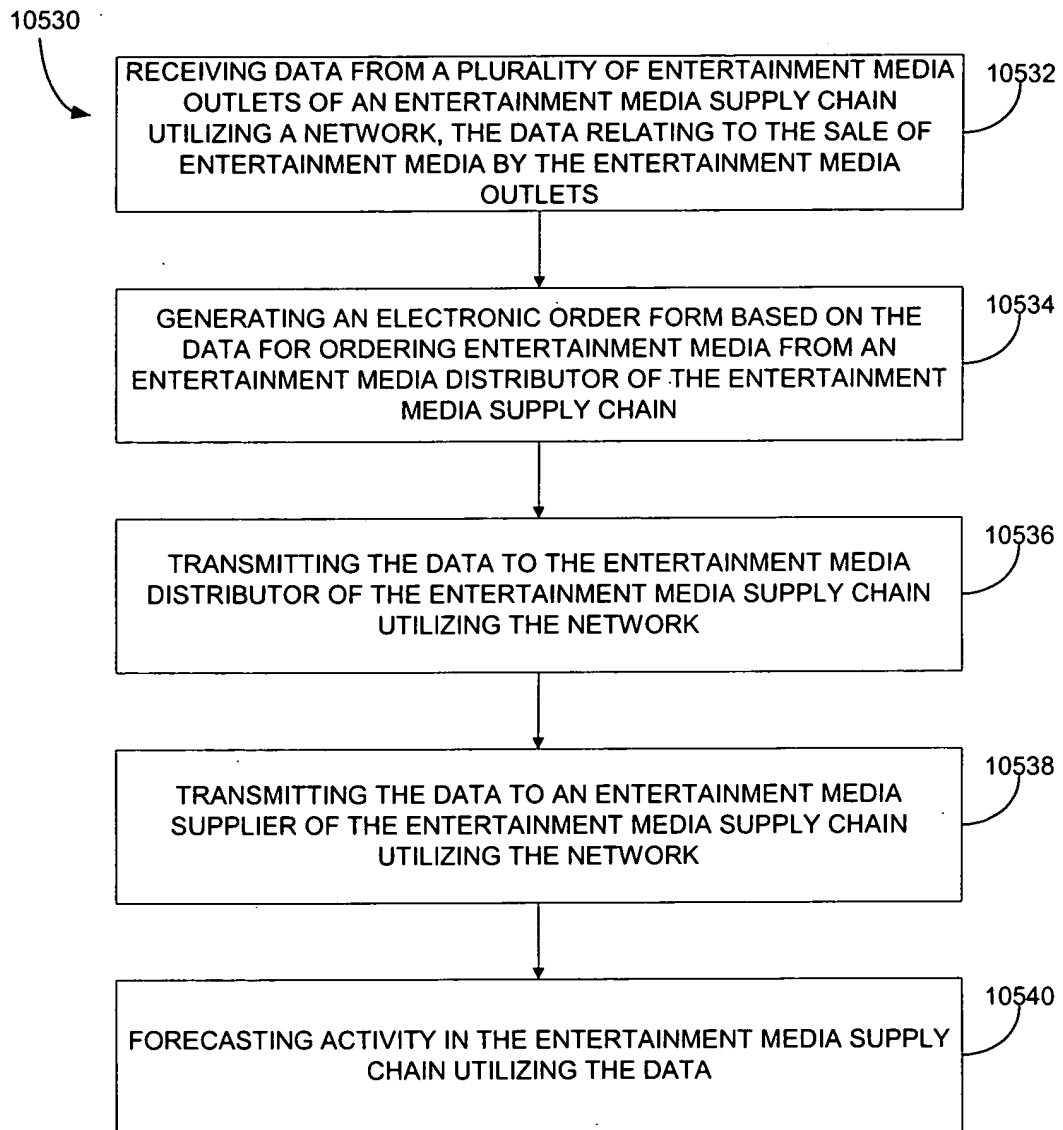 10530
RECEIVING DATA FROM A PLURALITY OF ENTERTAINMENT MEDIA
OUTLETS OF AN ENTERTAINMENT MEDIA SUPPLY CHAIN
UTILIZING A NETWORK, THE DATA RELATING TO THE SALE OF
ENTERTAINMENT MEDIA BY THE ENTERTAINMENT MEDIA
OUTLETS
10532
GENERATING AN ELECTRONIC ORDER FORM BASED ON THE
DATA FOR ORDERING ENTERTAINMENT MEDIA FROM AN
ENTERTAINMENT MEDIA DISTRIBUTOR OF THE ENTERTAINMENT
MEDIA SUPPLY CHAIN
10534
TRANSMITTING THE DATA TO THE ENTERTAINMENT MEDIA
DISTRIBUTOR OF THE ENTERTAINMENT MEDIA SUPPLY CHAIN
UTILIZING THE NETWORK
10536
TRANSMITTING THE DATA TO AN ENTERTAINMENT MEDIA
SUPPLIER OF THE ENTERTAINMENT MEDIA SUPPLY CHAIN
UTILIZING THE NETWORK
10538
FORECASTING ACTIVITY IN THE ENTERTAINMENT MEDIA SUPPLY
CHAIN UTILIZING THE DATA
10540